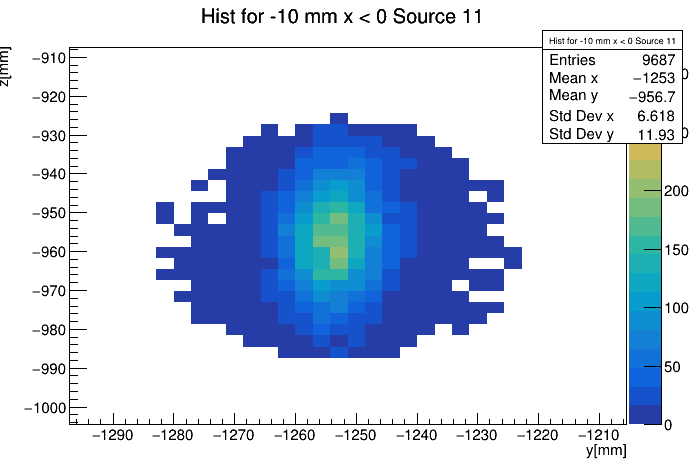 Hist for -10 mm x < 0 Source 11
Hist for -10 mm x < 0 Source 11
Entries 9687
Mean x −1253
Mean y −956.7
Std Dev x 6.618
Std Dev y 11.93
z[mm]
−910
−920
−930
−940
−950
−960
−970
−980
−990
−1000
200
150
100
50
0
−1290 −1280 −1270 −1260 −1250 −1240 −1230 −1220 −1210
y[mm]